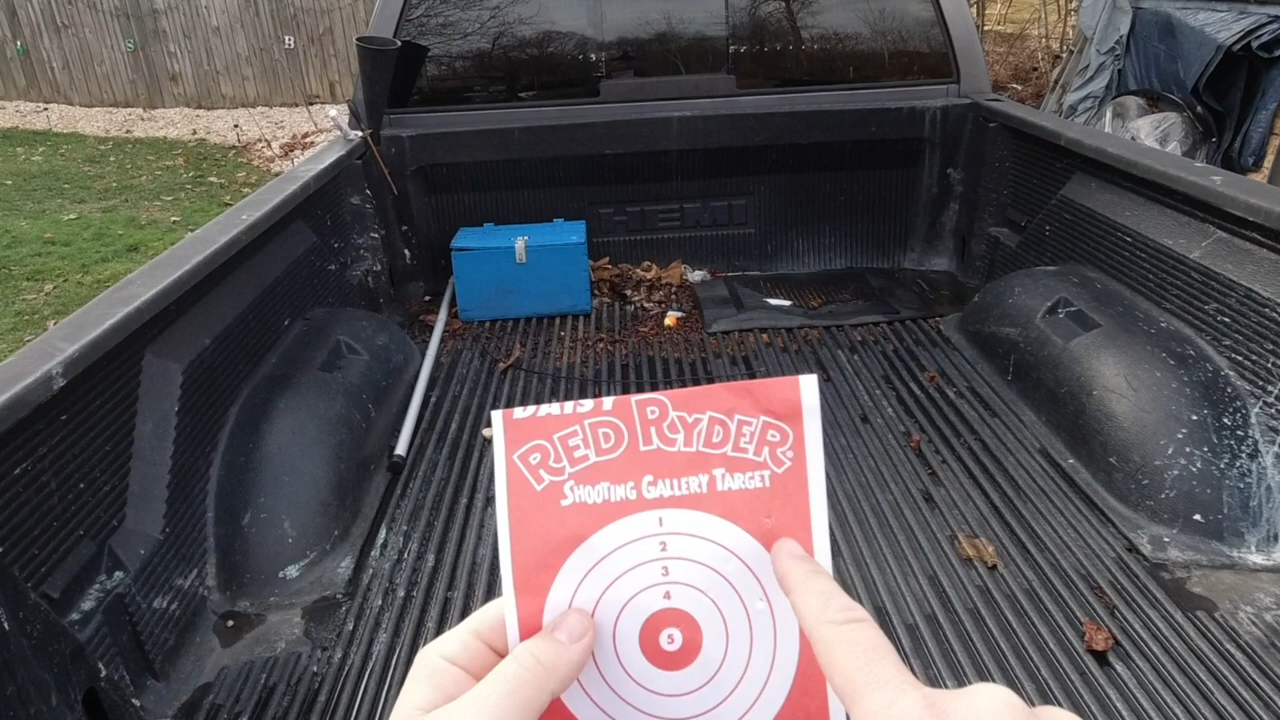 S
B
HEMI
DAISY
RED RYDER
SHOOTING GALLERY TARGET
1
2
3
4
5